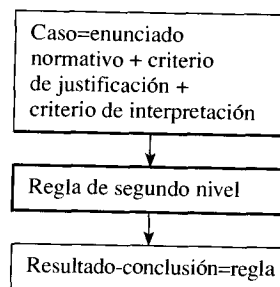 Caso=enunciado
normativo + criterio
de justificación +
criterio de interpretación
Regla de segundo nivel
Resultado-conclusión=regla